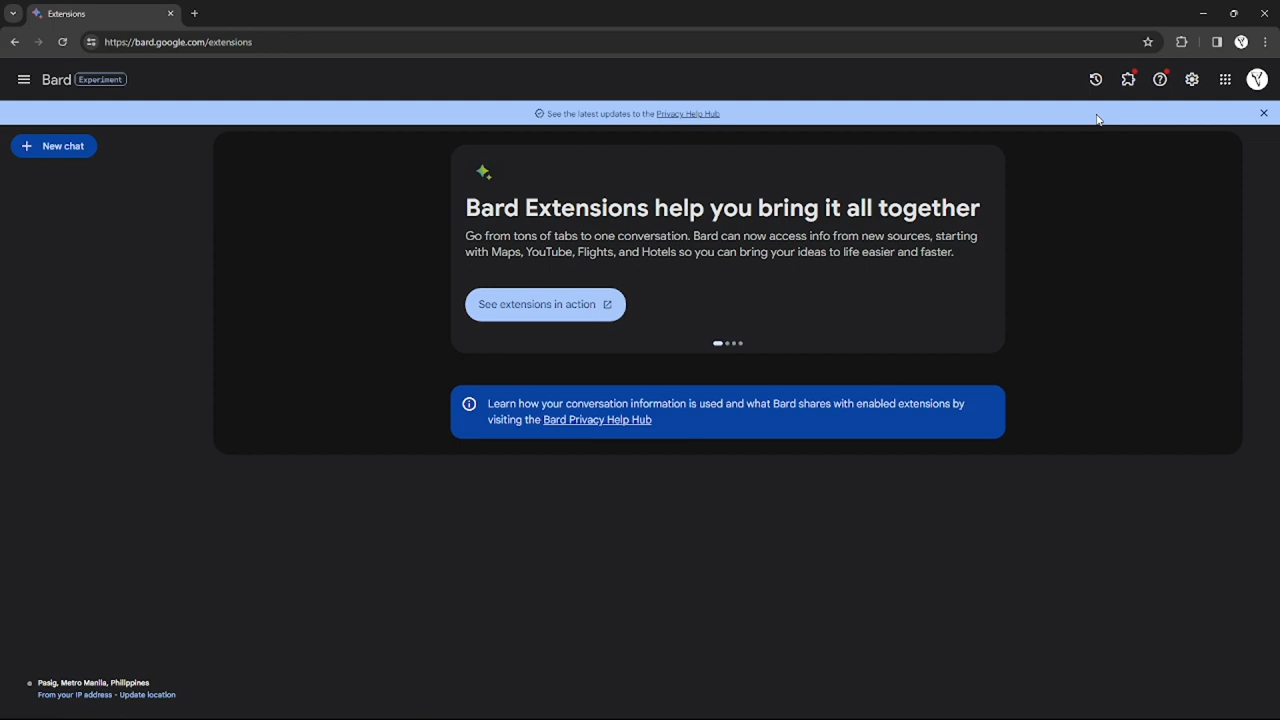 Extensions
https://bard.google.com/extensions
Bard Experiment
See the latest updates to the Privacy Help Hub
New chat
Bard Extensions help you bring it all together
Go from tons of tabs to one conversation. Bard can now access info from new sources, starting
with Maps, YouTube, Flights, and Hotels so you can bring your ideas to life easier and faster.
See extensions in action
Learn how your conversation information is used and what Bard shares with enabled extensions by
visiting the Bard Privacy Help Hub
Pasig, Metro Manila, Philippines
From your IP address - Update location